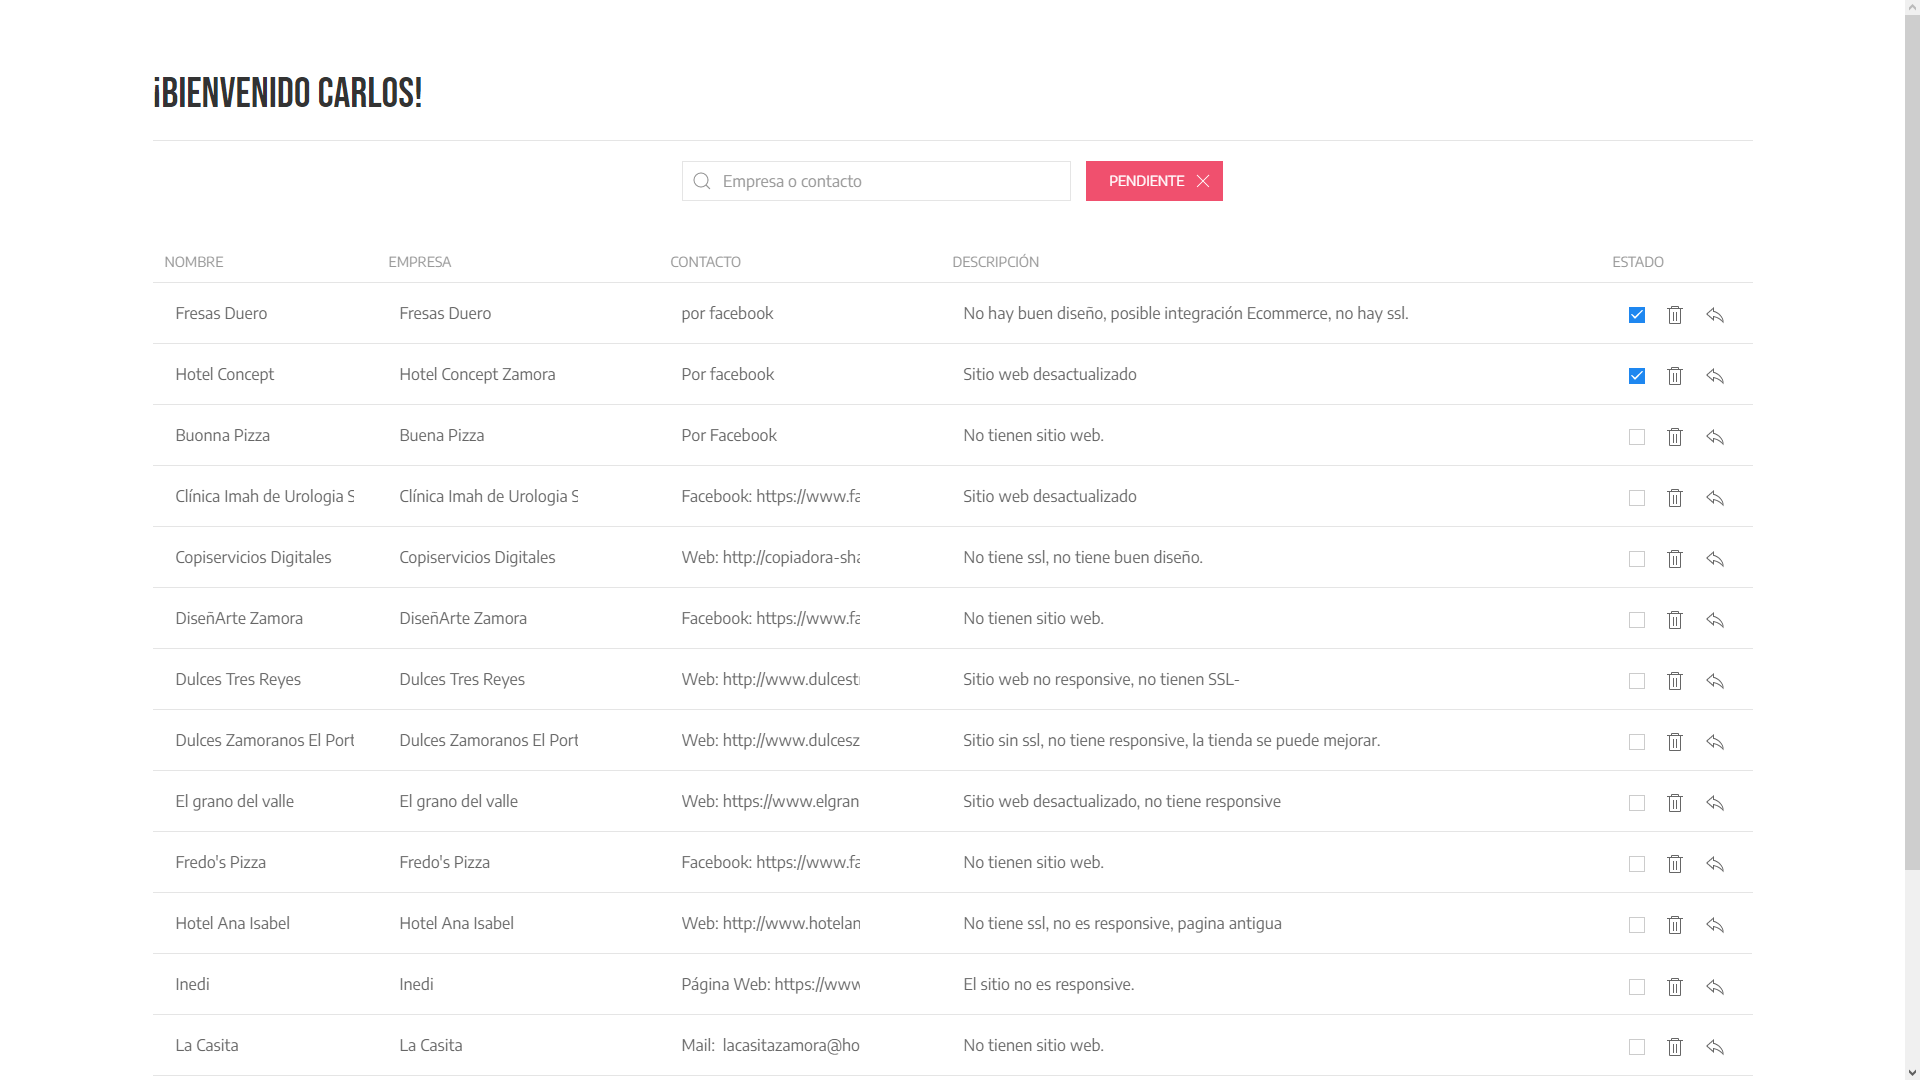 ¡BIENVENIDO CARLOS!
Empresa o contacto PENDIENTE
NOMBRE EMPRESA CONTACTO DESCRIPCIÓN ESTADO
Fresas Duero Fresas Duero por facebook No hay buen diseño, posible integración Ecommerce, no hay ssl.
Hotel Concept Hotel Concept Zamora Por facebook Sitio web desactualizado
Buonna Pizza Buena Pizza Por Facebook No tienen sitio web.
Clínica Imah de Urologia S Clínica Imah de Urologia S Facebook: https://www.fa Sitio web desactualizado
Copiservicios Digitales Copiservicios Digitales Web: http://copiadora-sha No tiene ssl, no tiene buen diseño.
DiseñArte Zamora DiseñArte Zamora Facebook: https://www.fa No tienen sitio web.
Dulces Tres Reyes Dulces Tres Reyes Web: http://www.dulcest Sitio web no responsive, no tienen SSL-
Dulces Zamoranos El Port Dulces Zamoranos El Port Web: http://www.dulcesz Sitio sin ssl, no tiene responsive, la tienda se puede mejorar.
El grano del valle El grano del valle Web: https://www.elgran Sitio web desactualizado, no tiene responsive
Fredo's Pizza Fredo's Pizza Facebook: https://www.fa No tienen sitio web.
Hotel Ana Isabel Hotel Ana Isabel Web: http://www.hotelan No tiene ssl, no es responsive, pagina antigua
Inedi Inedi Página Web: https://www El sitio no es responsive.
La Casita La Casita Mail: lacasitazamora@ho No tienen sitio web.